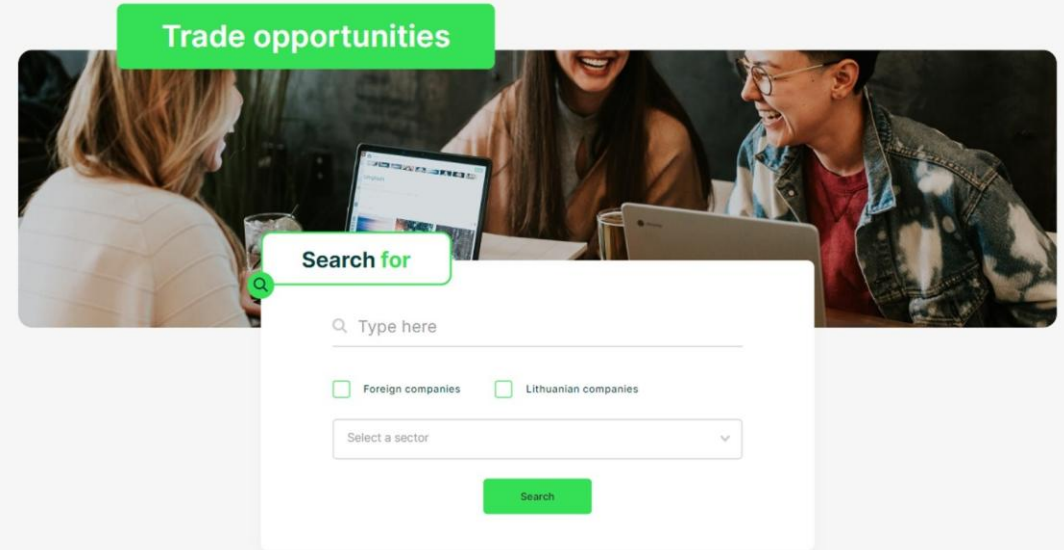 Trade opportunities
Search for
Type here
Foreign companies
Lithuanian companies
Select a sector
Search